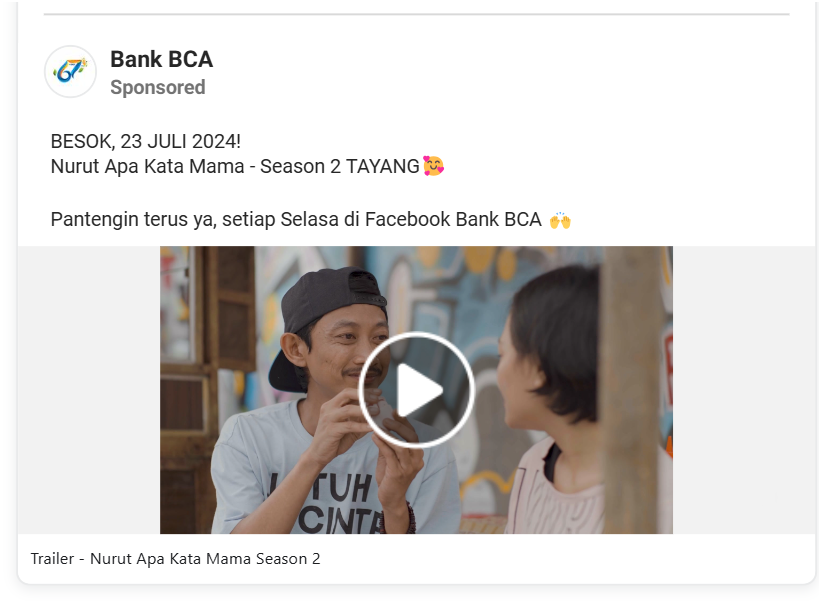 67
Bank BCA
Sponsored
BESOK, 23 JULI 2024!
Nurut Apa Kata Mama - Season 2 TAYANG🥰
Pantengin terus ya, setiap Selasa di Facebook Bank BCA 🙌
CINTA
Trailer - Nurut Apa Kata Mama Season 2